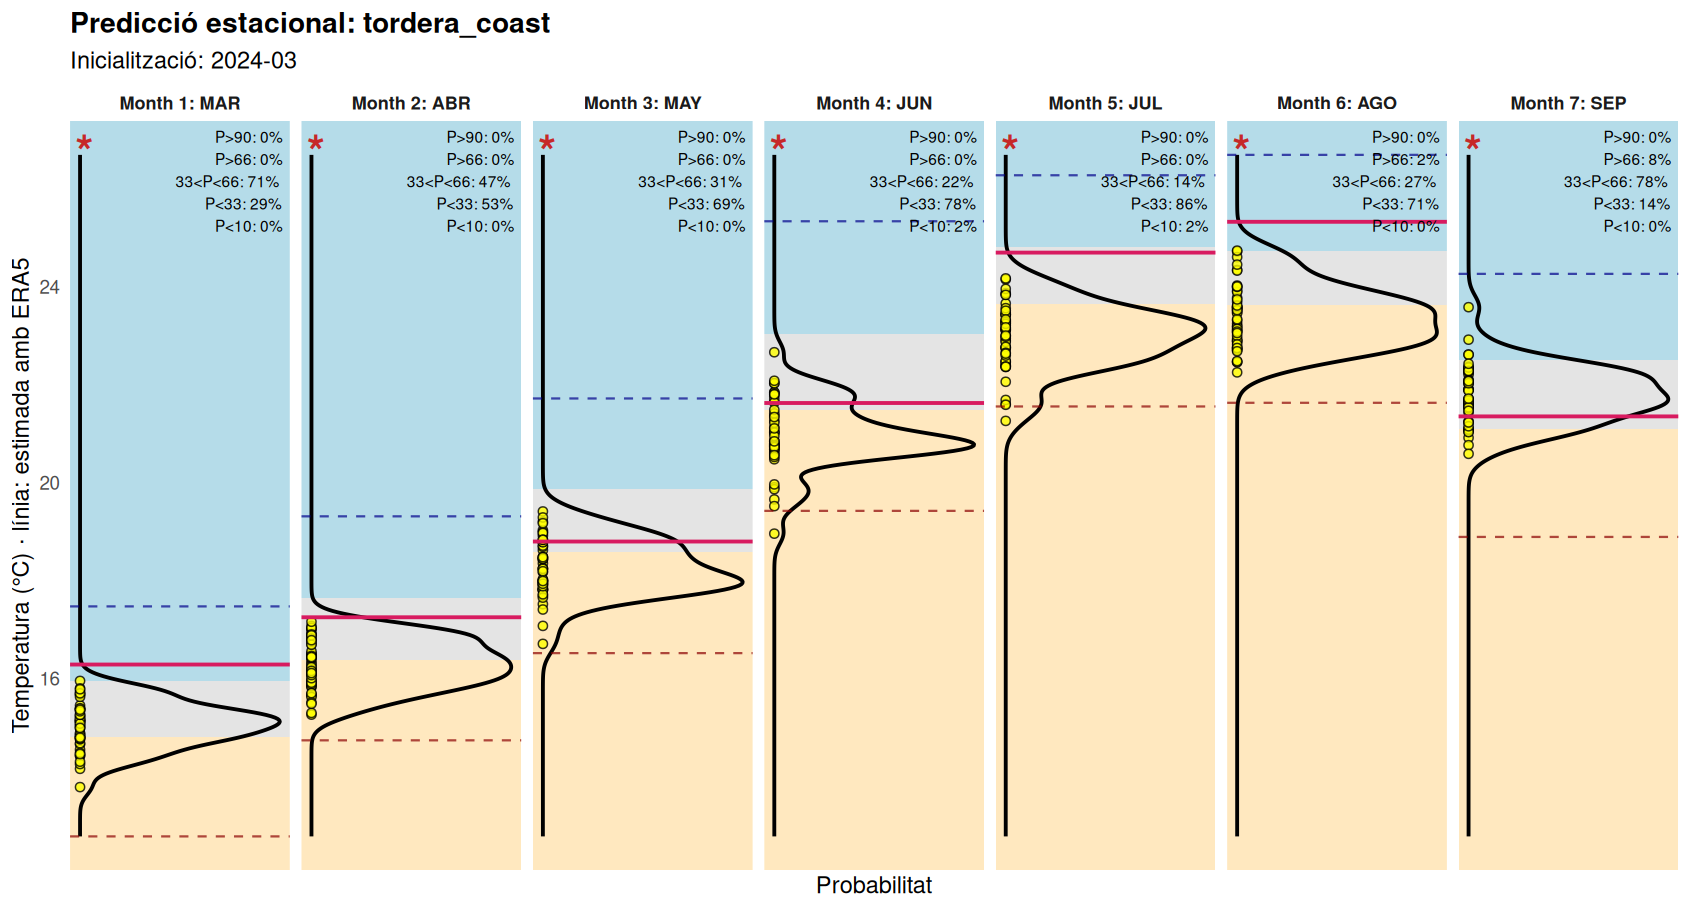 Predicció estacional: tordera_coast
Inicialització: 2024-03
Month 1: MAR
Month 2: ABR
Month 3: MAY
Month 4: JUN
Month 5: JUL
Month 6: AGO
Month 7: SEP
*
P>90: 0%
P>66: 0%
33<P<66: 71%
P<33: 29%
P<10: 0%
*
P>90: 0%
P>66: 0%
33<P<66: 47%
P<33: 53%
P<10: 0%
*
P>90: 0%
P>66: 0%
33<P<66: 31%
P<33: 69%
P<10: 0%
*
P>90: 0%
P>66: 0%
33<P<66: 22%
P<33: 78%
P<10: 2%
*
P>90: 0%
P>66: 0%
33<P<66: 14%
P<33: 86%
P<10: 2%
*
P>90: 0%
P>66: 2%
33<P<66: 27%
P<33: 71%
P<10: 0%
*
P>90: 0%
P>66: 8%
33<P<66: 78%
P<33: 14%
P<10: 0%
Temperatura (°C) · línia: estimada amb ERA5
24
20
16
Probabilitat